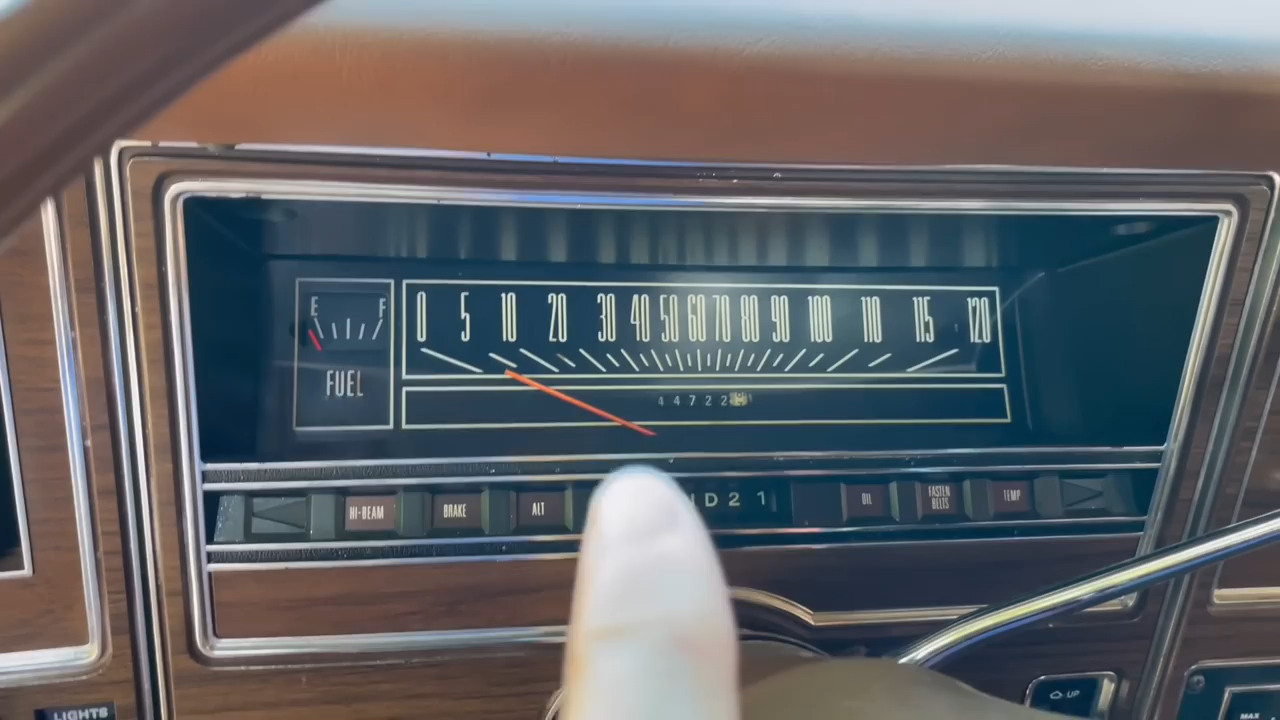 E F
FUEL
0 5 10 20 30 40 50 60 70 80 90 100 110 115 120
4 4 7 2 2
HI-BEAM BRAKE ALT
D 2 1
OIL FASTEN BELTS TEMP
LIGHTS
UP
MAX